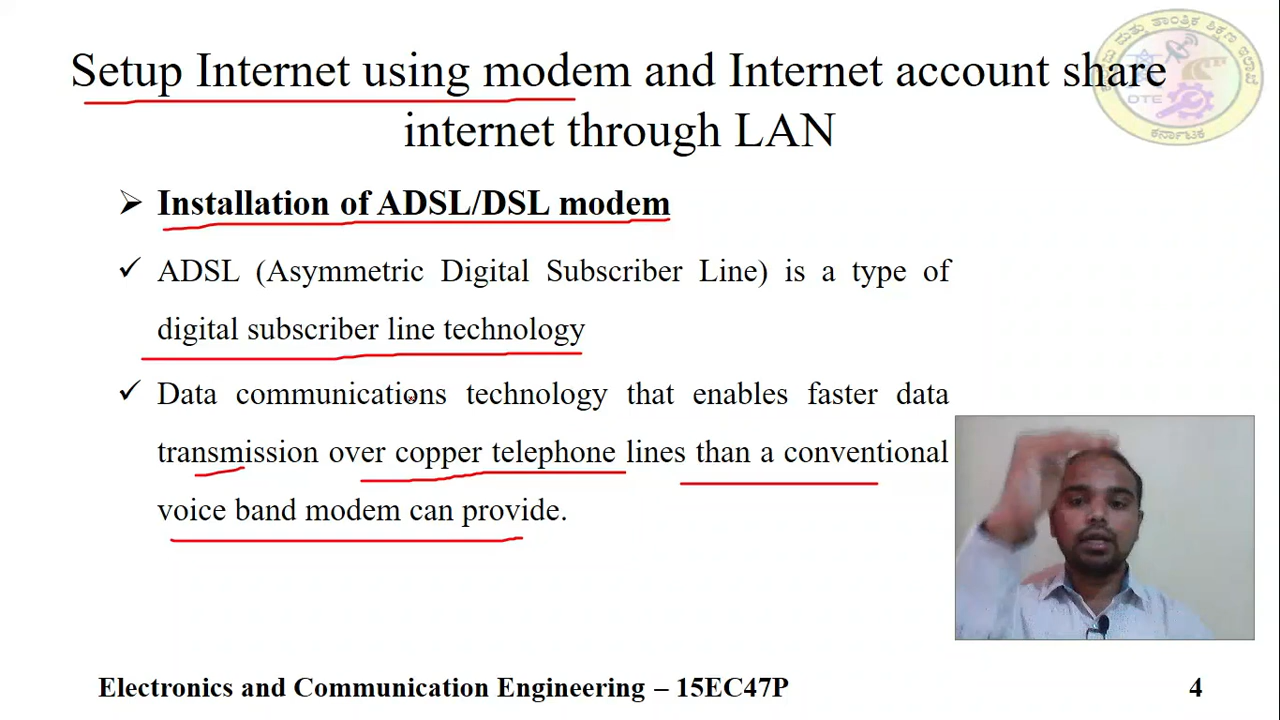 Setup Internet using modem and Internet account share
internet through LAN
Installation of ADSL/DSL modem
ADSL (Asymmetric Digital Subscriber Line) is a type of
digital subscriber line technology
Data communications technology that enables faster data
transmission over copper telephone lines than a conventional
voice band modem can provide.
Electronics and Communication Engineering – 15EC47P
4
DTE
ಕರ್ನಾಟಕ